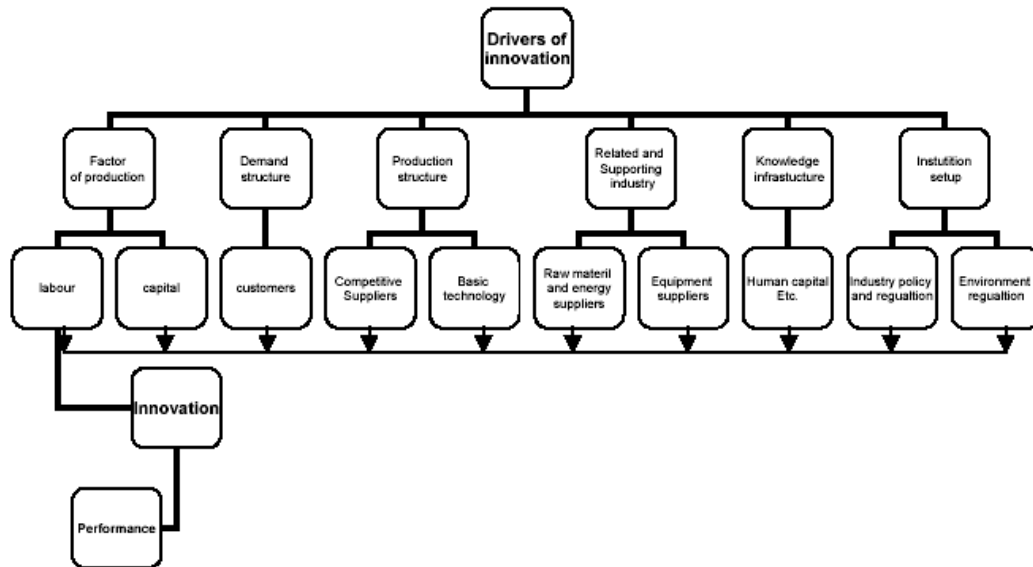 Drivers of
innovation
Factor
of production
Demand
structure
Production
structure
Related and
Supporting
industry
Knowledge
infrastucture
Instutition
setup
labour
capital
customers
Competitive
Suppliers
Basic
technology
Raw materil
and energy
suppliers
Equipment
suppliers
Human capital
Etc.
Industry policy
and regualtion
Environment
regualtion
Innovation
Performance